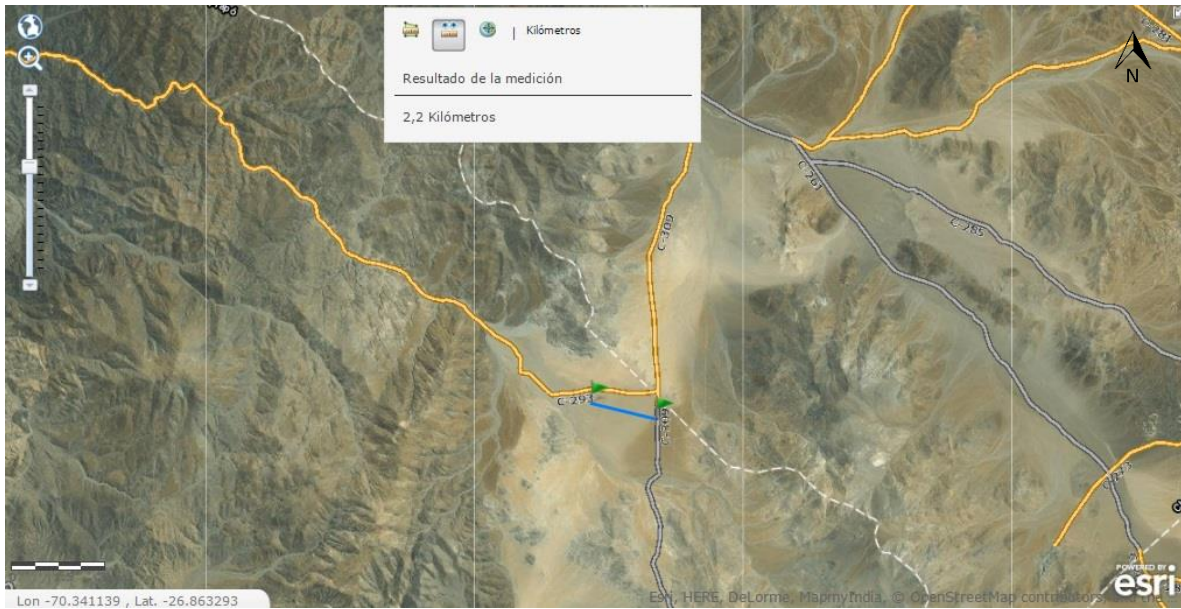 | Kilómetros
Resultado de la medición
2,2 Kilómetros
N
C-261
C-285
C-309
C-293
C-273
POWERED BY
esri
Lon -70.341139 , Lat. -26.863293
Esri, HERE, DeLorme, MapmyIndia, © OpenStreetMap contributors,